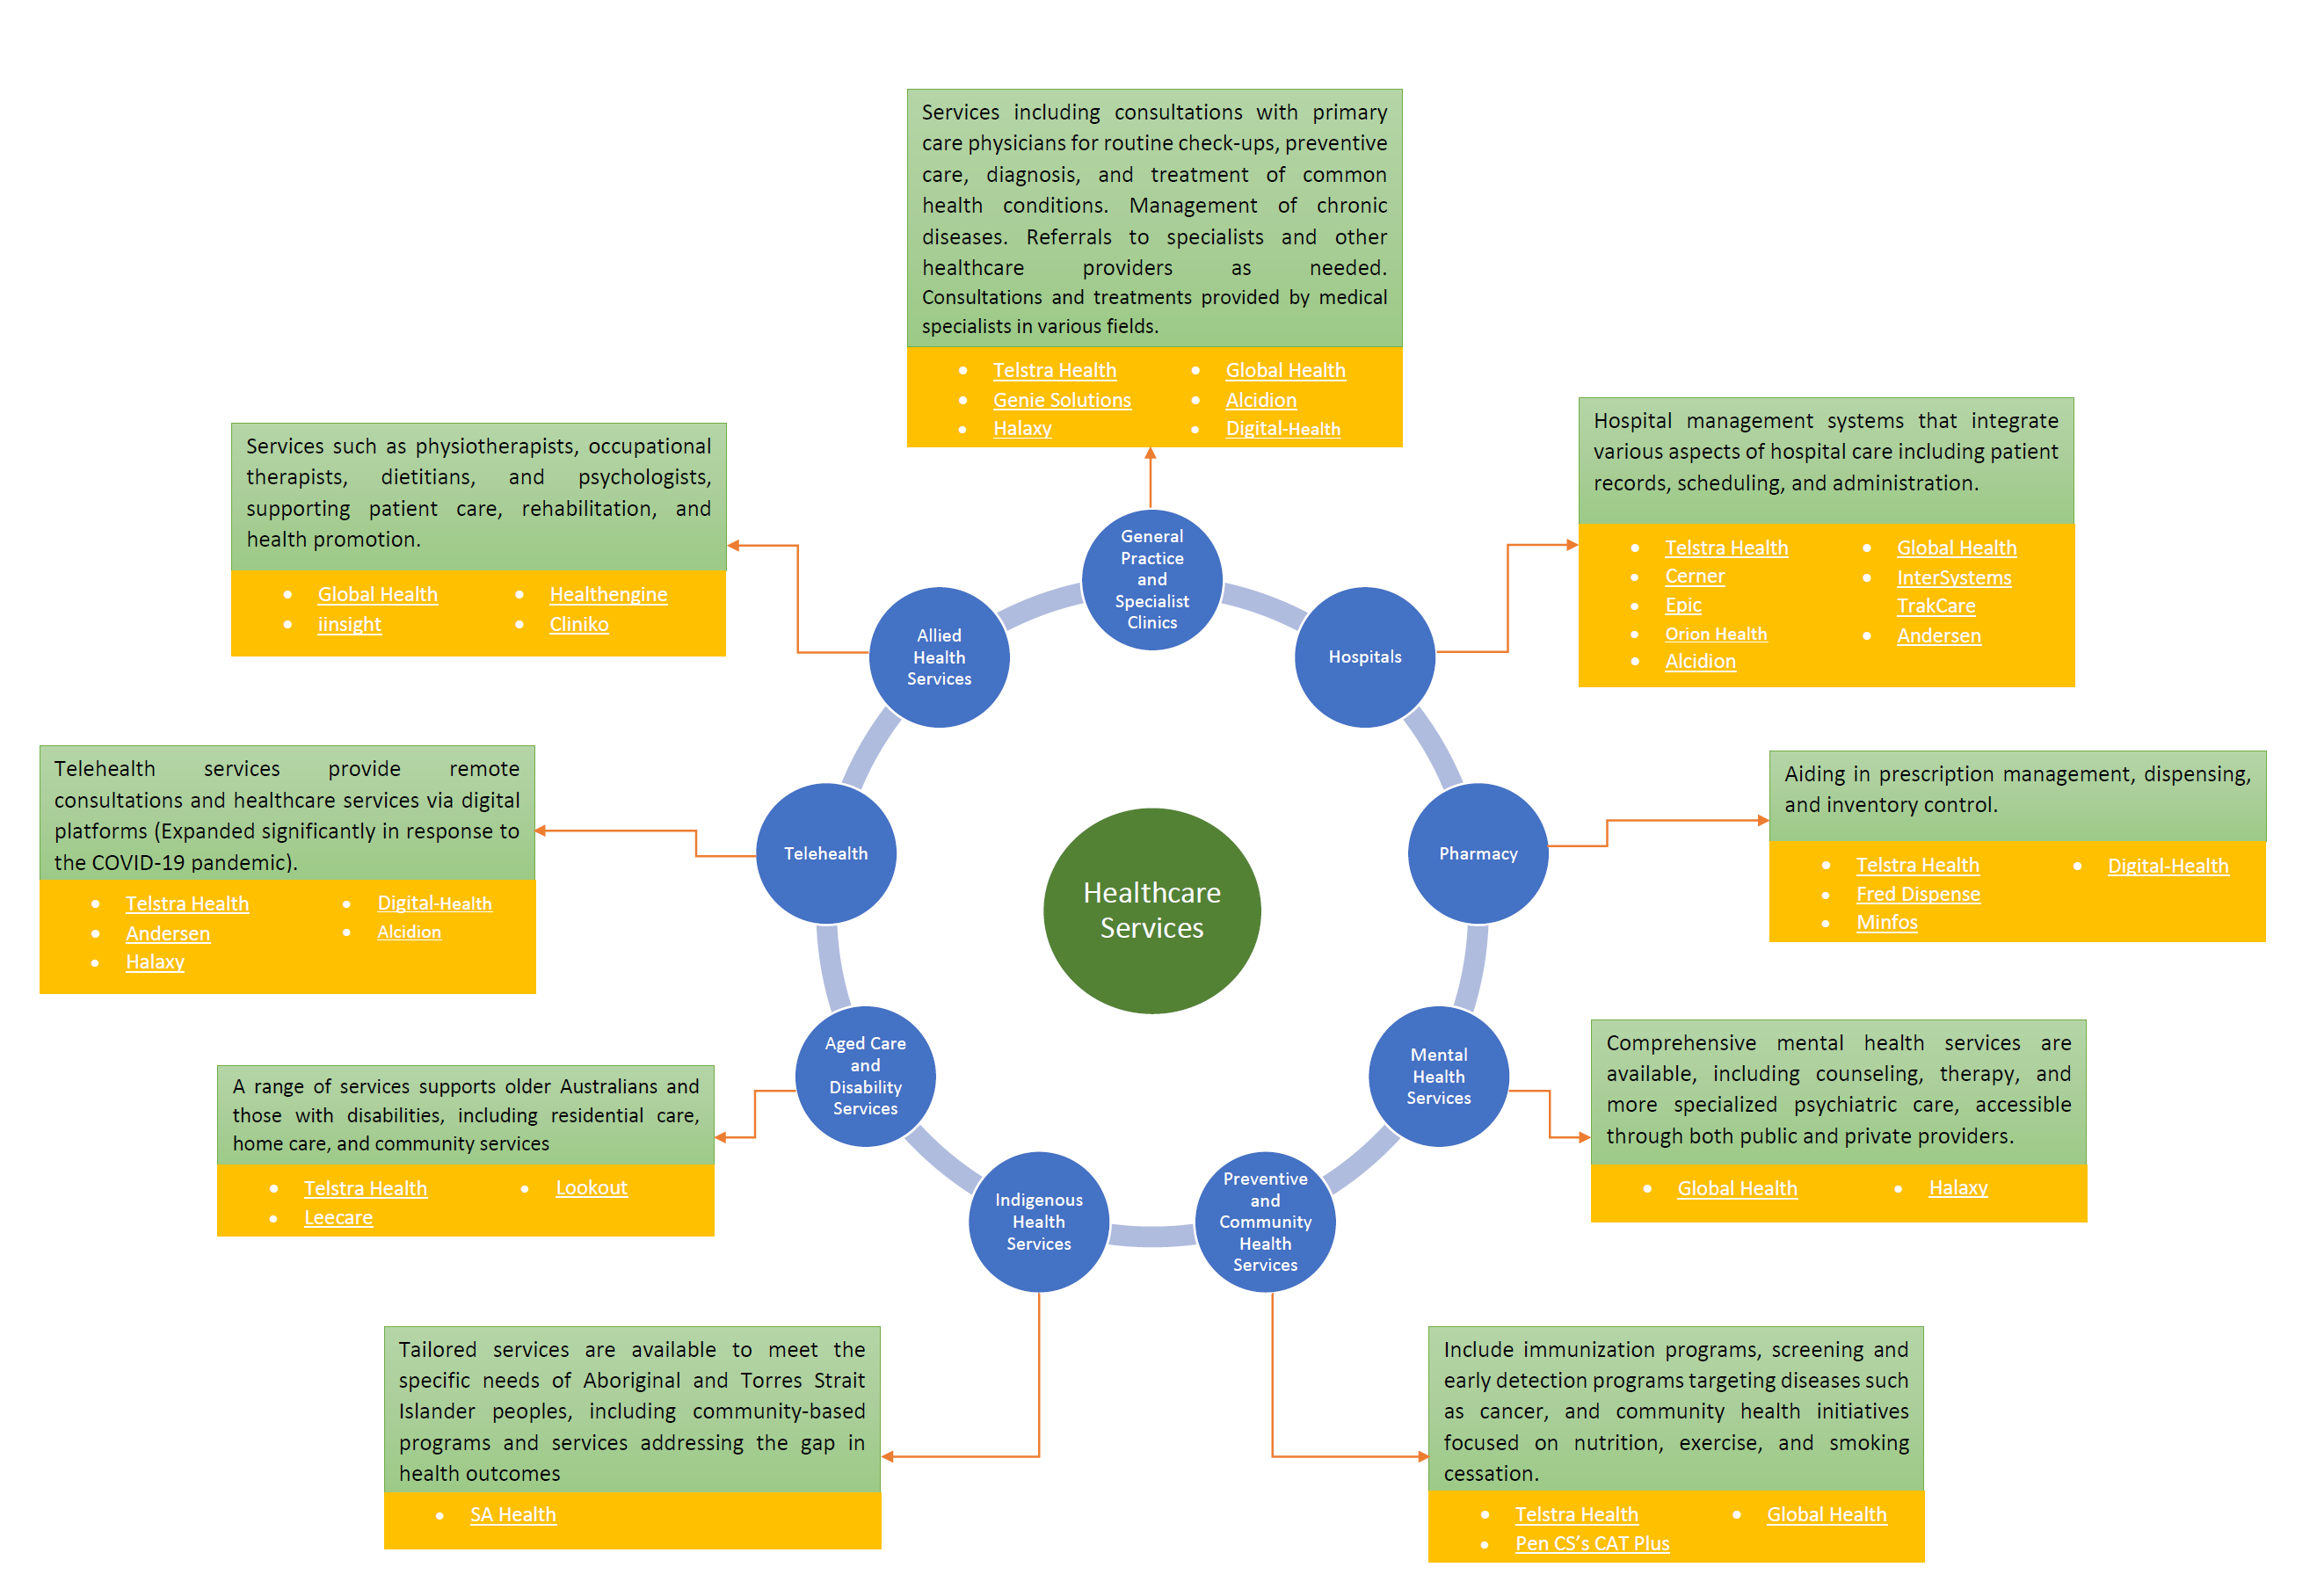 Services including consultations with primary
care physicians for routine check-ups, preventive
care, diagnosis, and treatment of common
health conditions. Management of chronic
diseases. Referrals to specialists and other
healthcare providers as needed.
Consultations and treatments provided by medical
specialists in various fields.
• Telstra Health
• Genie Solutions
• Halaxy
• Global Health
• Alcidion
• Digital-Health
Hospital management systems that integrate
various aspects of hospital care including patient
records, scheduling, and administration.
• Telstra Health
• Cerner
• Epic
• Orion Health
• Alcidion
• Global Health
• InterSystems
TrakCare
• Andersen
Services such as physiotherapists, occupational
therapists, dietitians, and psychologists,
supporting patient care, rehabilitation, and
health promotion.
• Global Health
• iinsight
• Healthengine
• Cliniko
General
Practice
and
Specialist
Clinics
Allied
Health
Services
Hospitals
Telehealth services provide remote
consultations and healthcare services via digital
platforms (Expanded significantly in response to
the COVID-19 pandemic).
• Telstra Health
• Andersen
• Halaxy
• Digital-Health
• Alcidion
Telehealth
Healthcare
Services
Pharmacy
Aiding in prescription management, dispensing,
and inventory control.
• Telstra Health
• Fred Dispense
• Minfos
• Digital-Health
A range of services supports older Australians and
those with disabilities, including residential care,
home care, and community services
• Telstra Health
• Leecare
• Lookout
Aged Care
and
Disability
Services
Mental
Health
Services
Comprehensive mental health services are
available, including counseling, therapy, and
more specialized psychiatric care, accessible
through both public and private providers.
• Global Health
• Halaxy
Indigenous
Health
Services
Preventive
and
Community
Health
Services
Tailored services are available to meet the
specific needs of Aboriginal and Torres Strait
Islander peoples, including community-based
programs and services addressing the gap in
health outcomes
• SA Health
Include immunization programs, screening and
early detection programs targeting diseases such
as cancer, and community health initiatives
focused on nutrition, exercise, and smoking
cessation.
• Telstra Health
• Pen CS’s CAT Plus
• Global Health